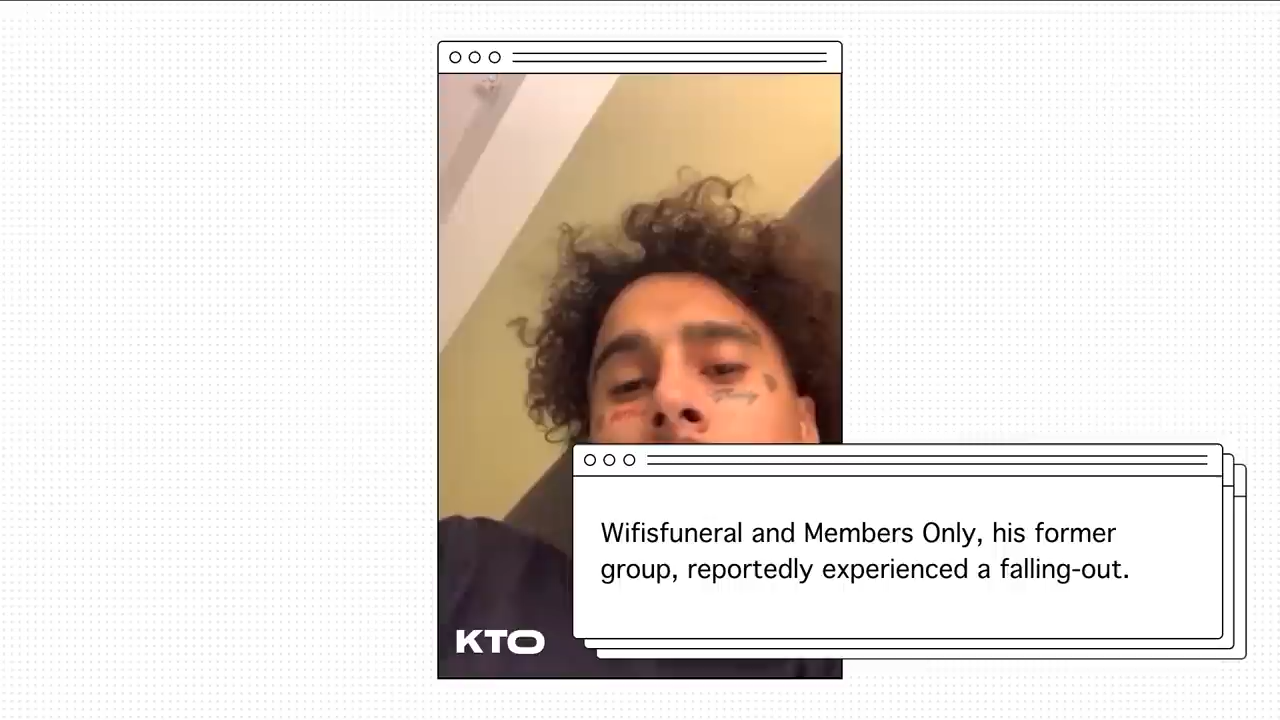 Wifisfuneral and Members Only, his former
group, reportedly experienced a falling-out.
KTO